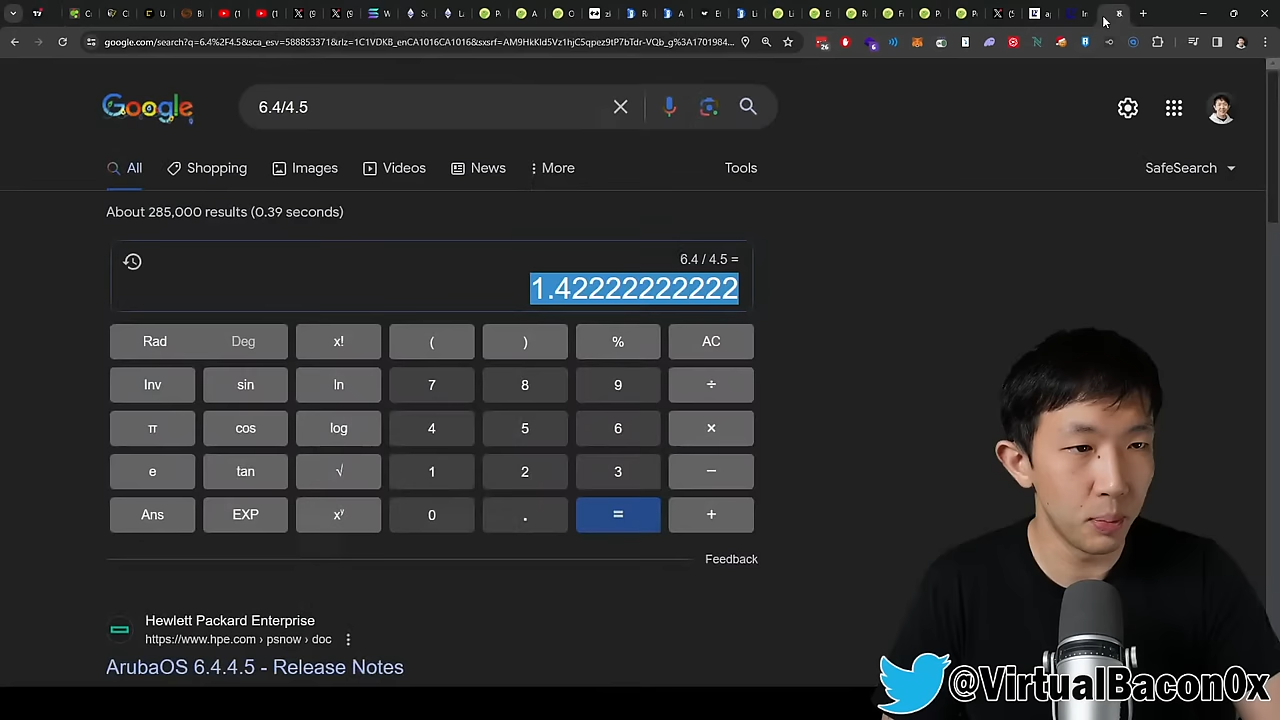 google.com/search?q=6.4%2F4.5&sca_esv=588853371&rlz=1C1VDKB_enCA1016CA1016&sxsrf=
Google
6.4/4.5
All
Shopping
Images
Videos
News
More
Tools
SafeSearch
About 285,000 results (0.39 seconds)
6.4 / 4.5 =
1.42222222222
Rad Deg x! ( ) % AC
Inv sin ln 7 8 9 ÷
π cos log 4 5 6 ×
e tan √ 1 2 3 −
Ans EXP xʸ 0 . = +
Feedback
Hewlett Packard Enterprise
https://www.hpe.com › psnow › doc
ArubaOS 6.4.4.5 - Release Notes
@VirtualBacon0x